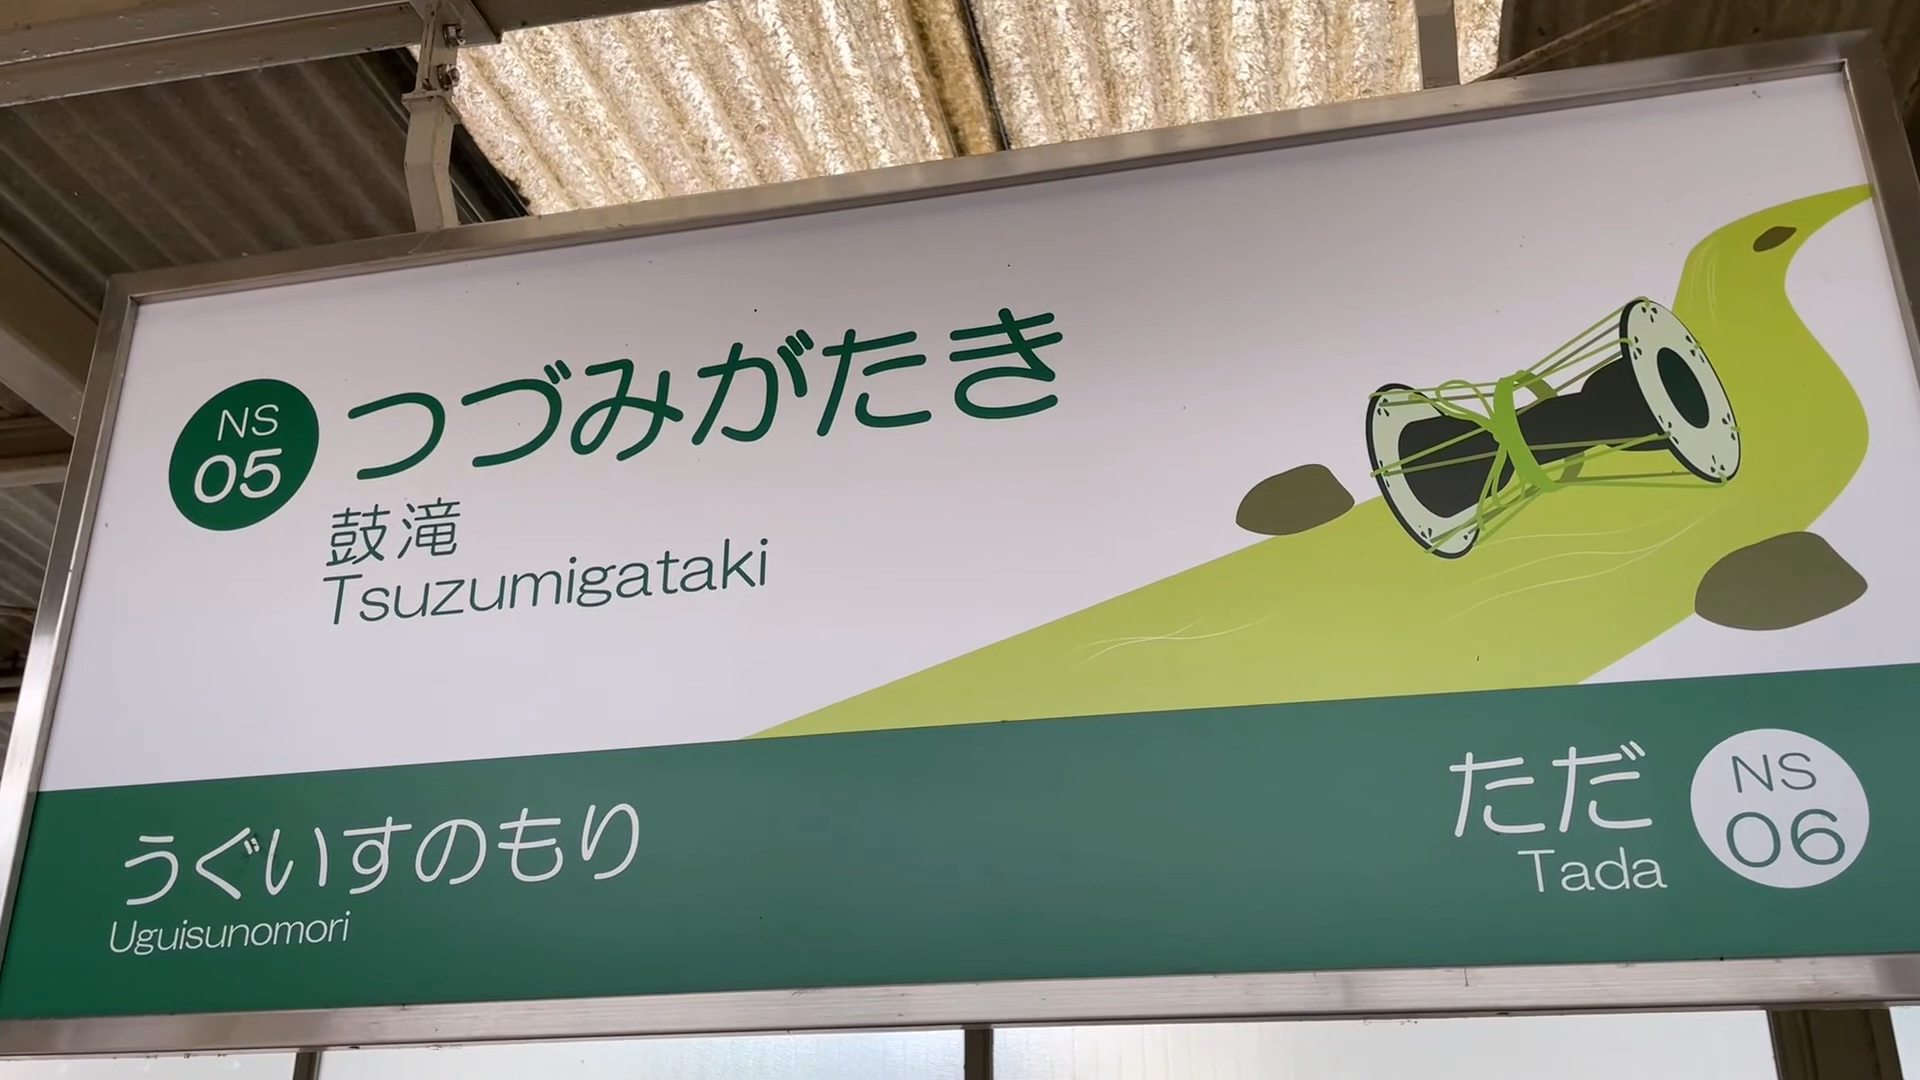 NS
05
つづみがたき
鼓滝
Tsuzumigataki
うぐいすのもり
Uguisunomori
ただ
Tada
NS
06